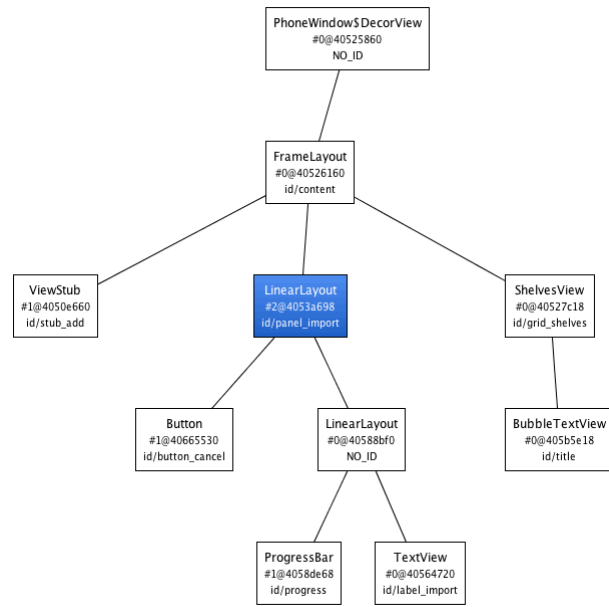 PhoneWindow$DecorView
#0@40525860
NO_ID
FrameLayout
#0@40526160
id/content
ViewStub
#1@4050e660
id/stub_add
LinearLayout
#2@4053a698
id/panel_import
ShelvesView
#0@40527c18
id/grid_shelves
Button
#1@40665530
id/button_cancel
LinearLayout
#0@40588bf0
NO_ID
BubbleTextView
#0@405b5e18
id/title
ProgressBar
#1@4058de68
id/progress
TextView
#0@40564720
id/label_import